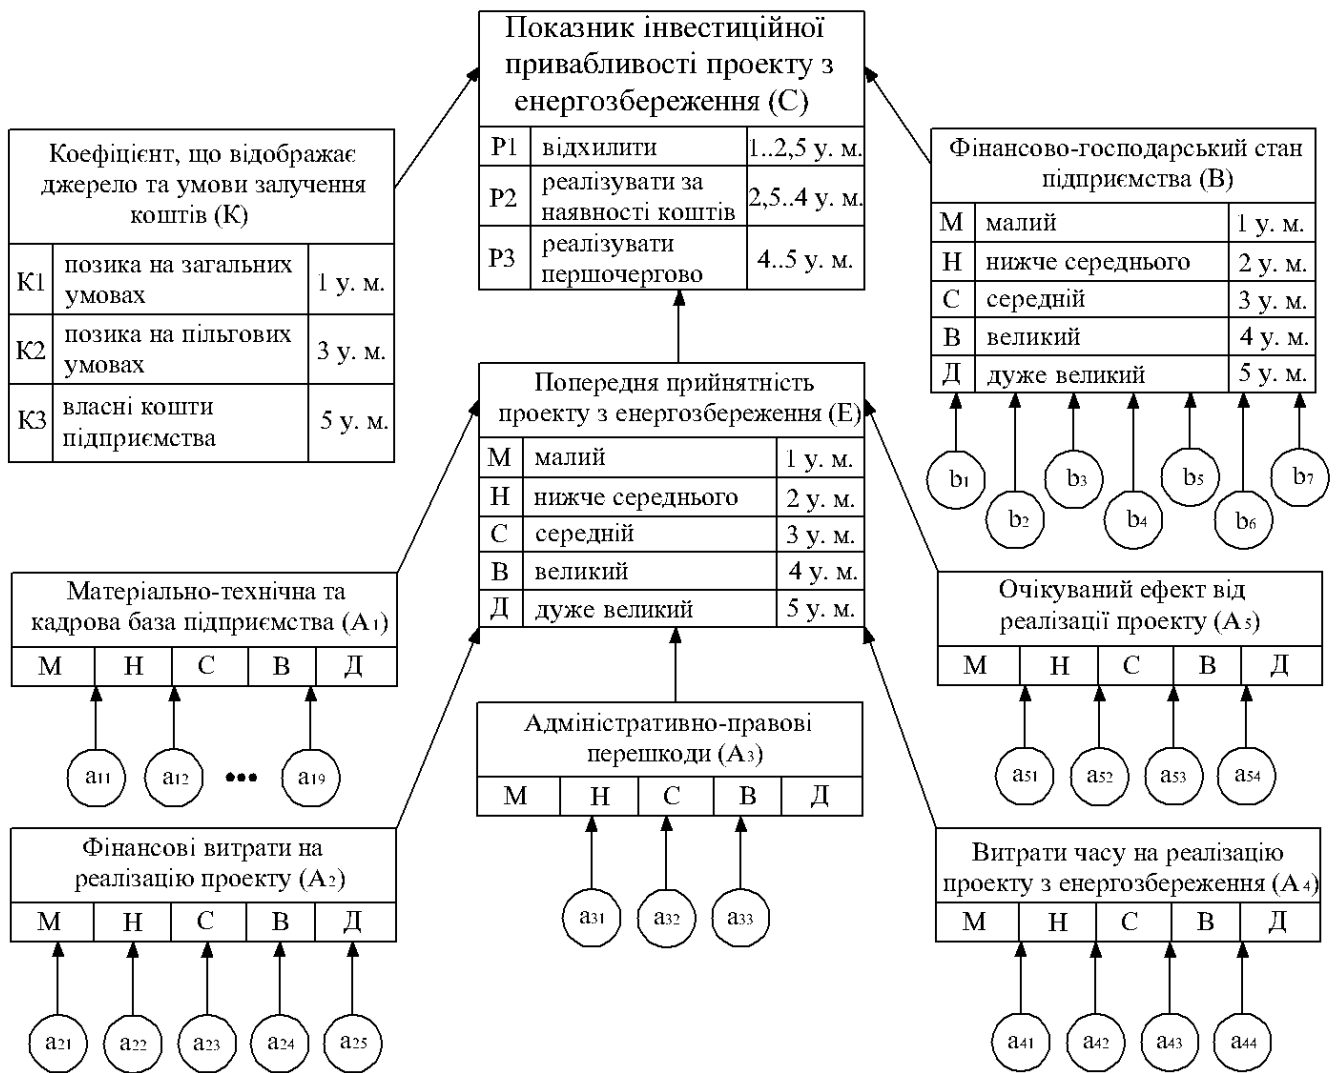 Показник інвестиційної
привабливості проекту з
енергозбереження (С)
Р1 відхилити 1..2,5 у. м.
Р2 реалізувати за
наявності коштів 2,5..4 у. м.
Р3 реалізувати
першочергово 4..5 у. м.
Коефіцієнт, що відображає
джерело та умови залучення
коштів (К)
К1 позика на загальних
умовах 1 у. м.
К2 позика на пільгових
умовах 3 у. м.
К3 власні кошти
підприємства 5 у. м.
Фінансово-господарський стан
підприємства (В)
М малий 1 у. м.
Н нижче середнього 2 у. м.
С середній 3 у. м.
В великий 4 у. м.
Д дуже великий 5 у. м.
b1 b2 b3 b4 b5 b6 b7
Попередня прийнятність
проекту з енергозбереження (Е)
М малий 1 у. м.
Н нижче середнього 2 у. м.
С середній 3 у. м.
В великий 4 у. м.
Д дуже великий 5 у. м.
Матеріально-технічна та
кадрова база підприємства (А1)
М Н С В Д
a11 a12 ••• a19
Адміністративно-правові
перешкоди (А3)
М Н С В Д
a31 a32 a33
Очікуваний ефект від
реалізації проекту (А5)
М Н С В Д
a51 a52 a53 a54
Фінансові витрати на
реалізацію проекту (А2)
М Н С В Д
a21 a22 a23 a24 a25
Витрати часу на реалізацію
проекту з енергозбереження (А4)
М Н С В Д
a41 a42 a43 a44